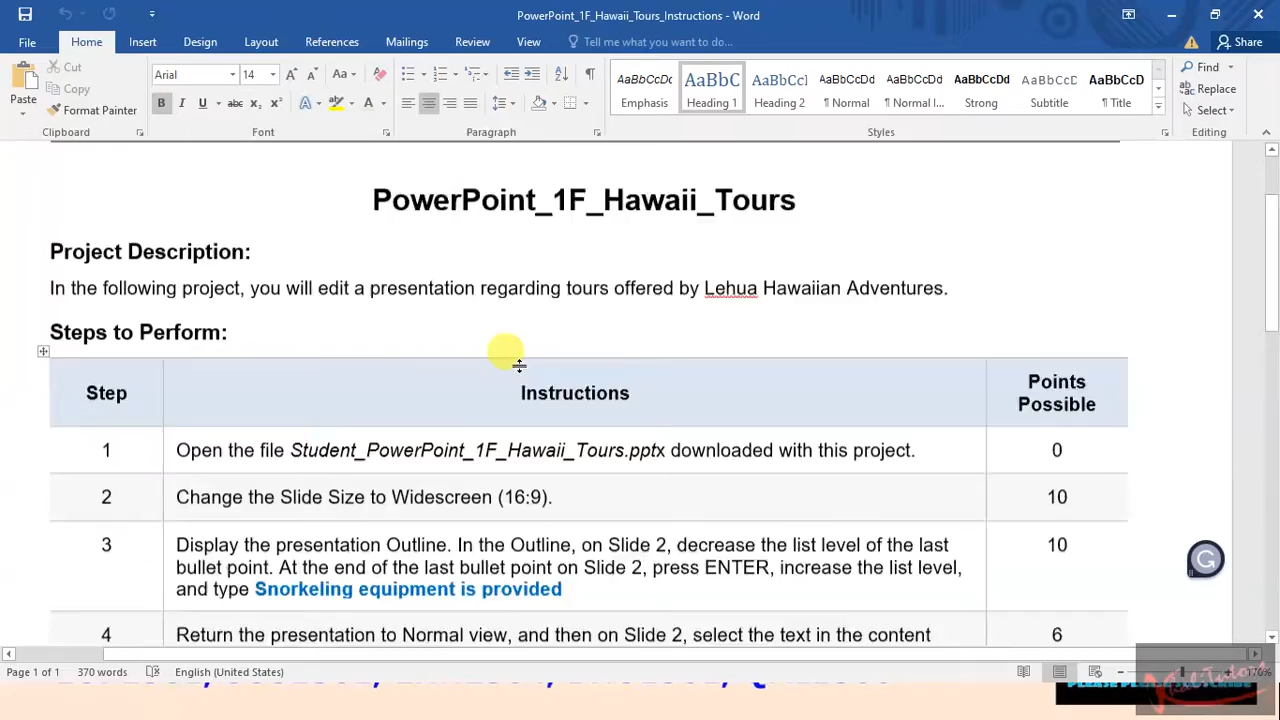 PowerPoint_1F_Hawaii_Tours_Instructions - Word
File Home Insert Design Layout References Mailings Review View Tell me what you want to do... Share
Paste Cut Copy Format Painter
Arial 14
AaBbCcDc AaBbC AaBbCcI AaBbCcDd AaBbCcDd AaBbCcDd AaBbCcDd AaBbCcD
Emphasis Heading 1 Heading 2 ¶ Normal ¶ Normal I... Strong Subtitle ¶ Title
Find Replace Select
Clipboard Font Paragraph Styles Editing
PowerPoint_1F_Hawaii_Tours
Project Description:
In the following project, you will edit a presentation regarding tours offered by Lehua Hawaiian Adventures.
Steps to Perform:
Step Instructions Points Possible
1 Open the file Student_PowerPoint_1F_Hawaii_Tours.pptx downloaded with this project. 0
2 Change the Slide Size to Widescreen (16:9). 10
3 Display the presentation Outline. In the Outline, on Slide 2, decrease the list level of the last 10
bullet point. At the end of the last bullet point on Slide 2, press ENTER, increase the list level,
and type Snorkeling equipment is provided
4 Return the presentation to Normal view, and then on Slide 2, select the text in the content 6
Page 1 of 1 370 words English (United States) 170%